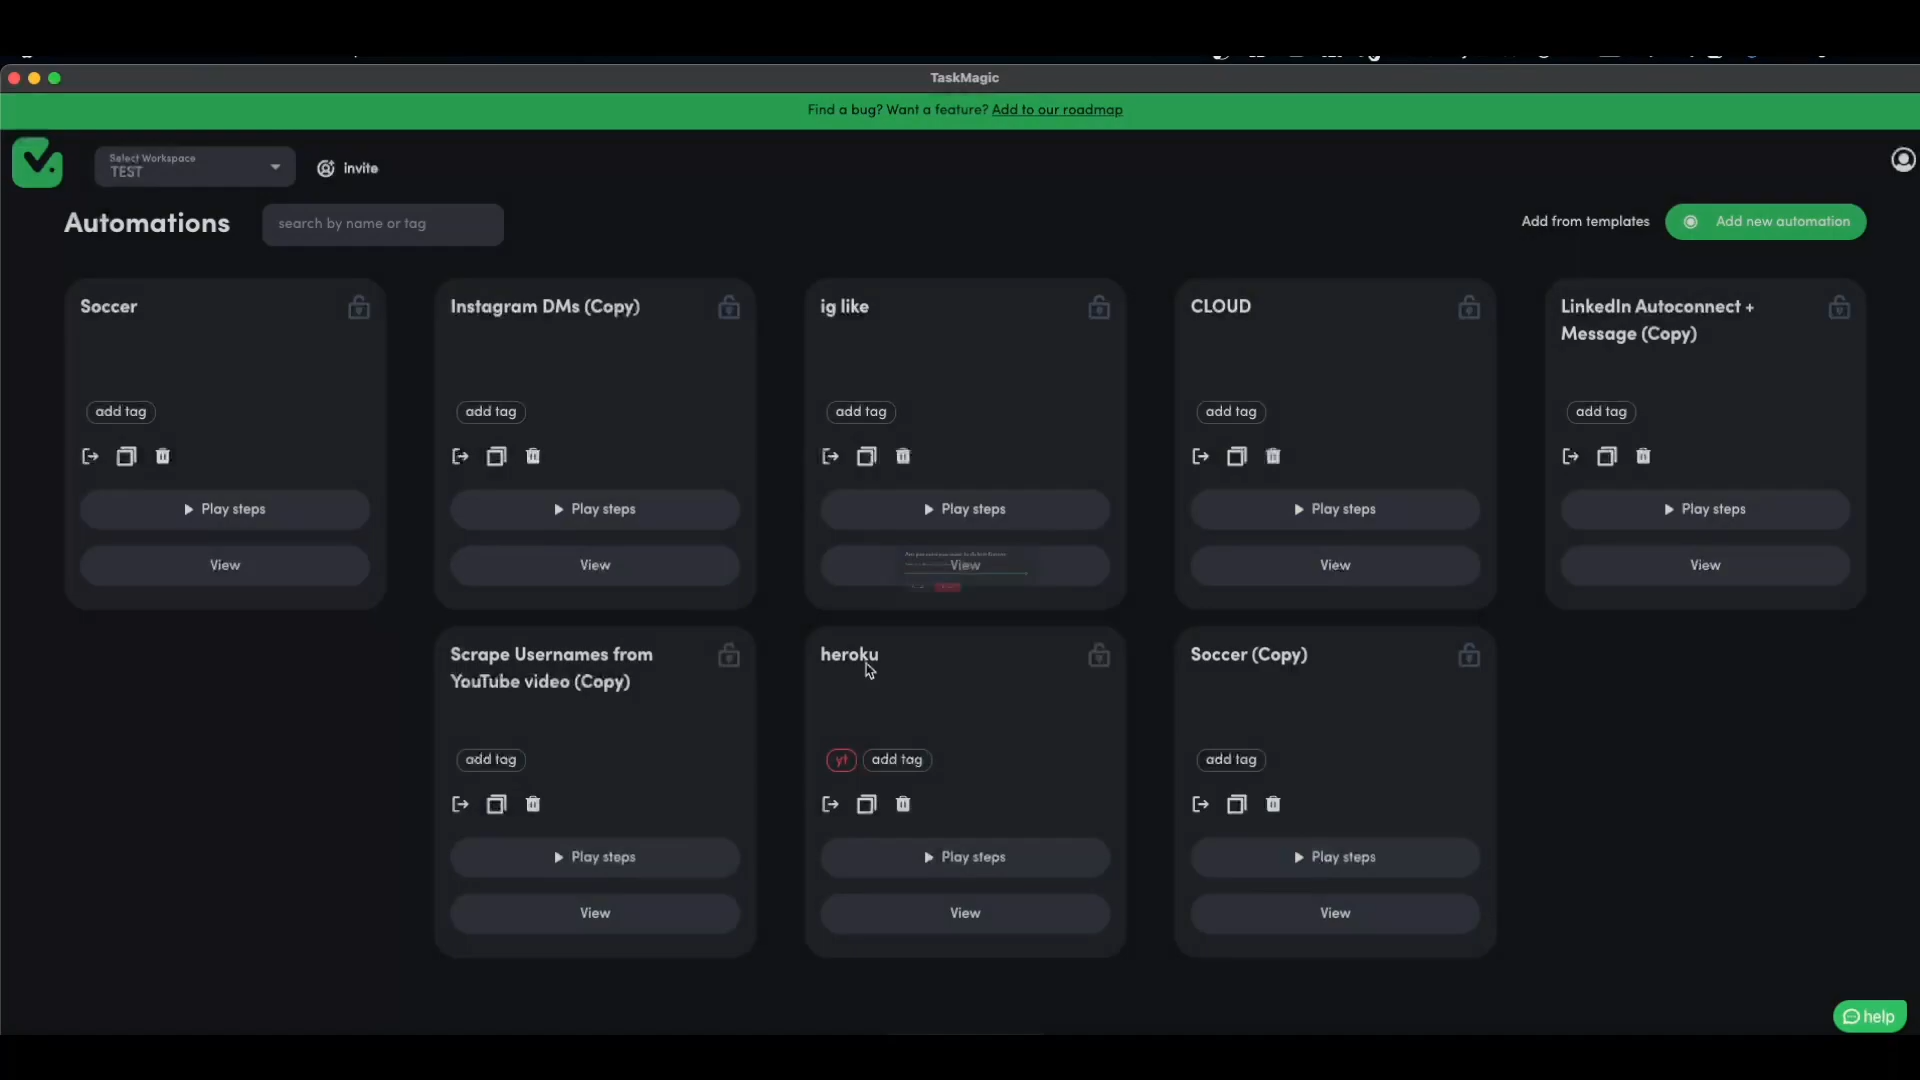 TaskMagic
Find a bug? Want a feature? Add to our roadmap
Select Workspace
TEST
invite
Automations
search by name or tag
Add from templates
Add new automation
Soccer
add tag
Play steps
View
Instagram DMs (Copy)
add tag
Play steps
View
ig like
add tag
Play steps
View
CLOUD
add tag
Play steps
View
LinkedIn Autoconnect +
Message (Copy)
add tag
Play steps
View
Scrape Usernames from
YouTube video (Copy)
add tag
Play steps
View
heroku
yt
add tag
Play steps
View
Soccer (Copy)
add tag
Play steps
View
help